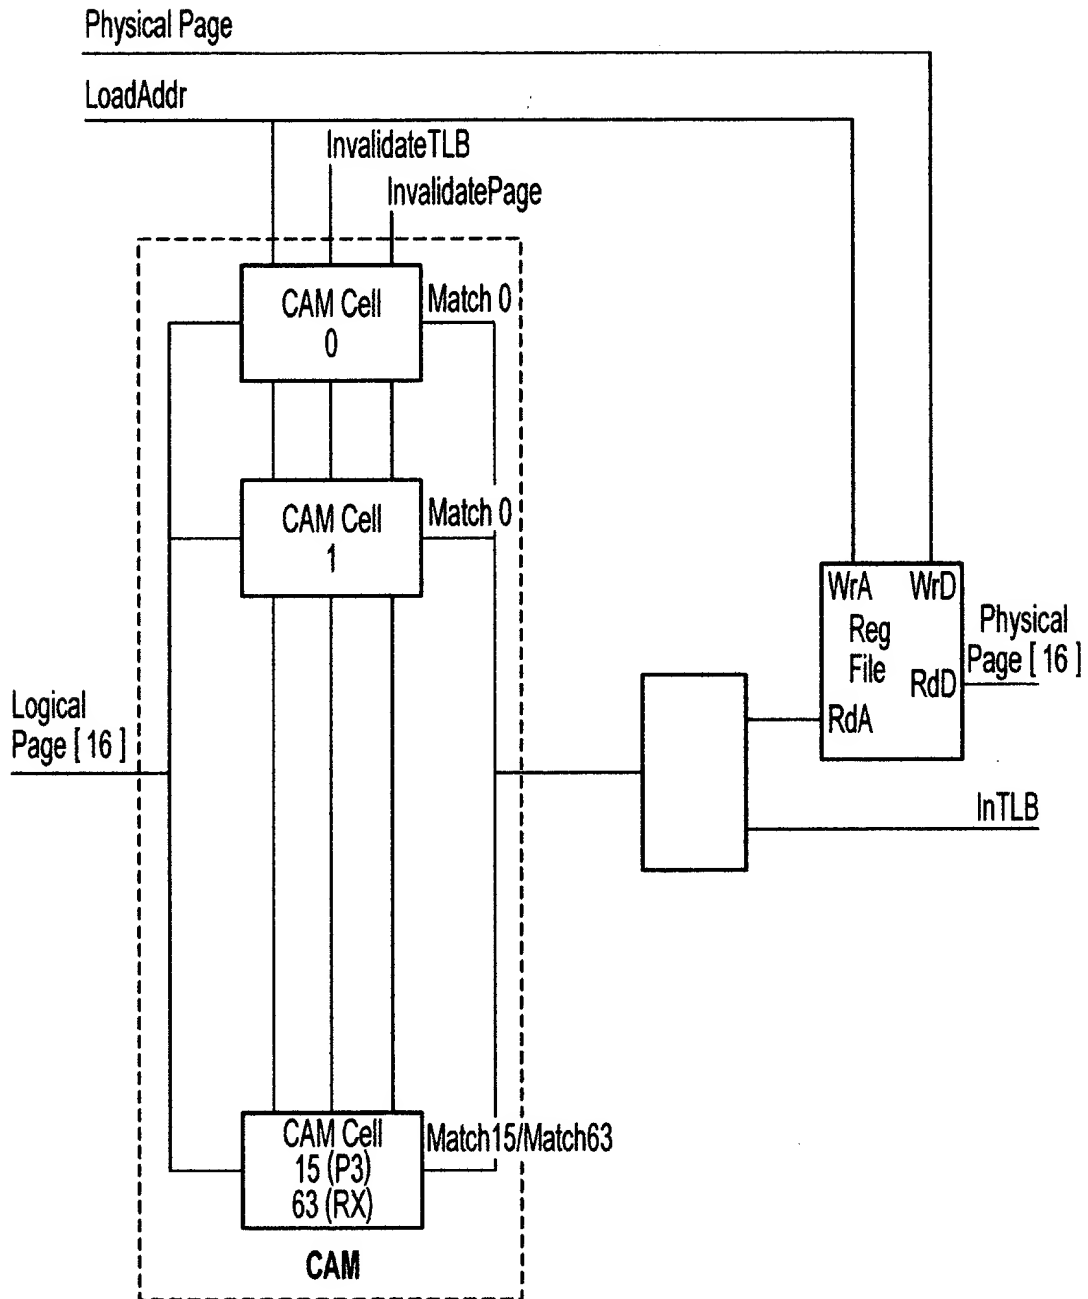 Physical Page
LoadAddr
InvalidateTLB
InvalidatePage
CAM Cell
0
Match 0
CAM Cell
1
Match 0
WrA WrD
Reg
File
RdD
RdA
Physical
Page [ 16 ]
Logical
Page [ 16 ]
InTLB
CAM Cell
15 (P3)
63 (RX)
Match15/Match63
CAM